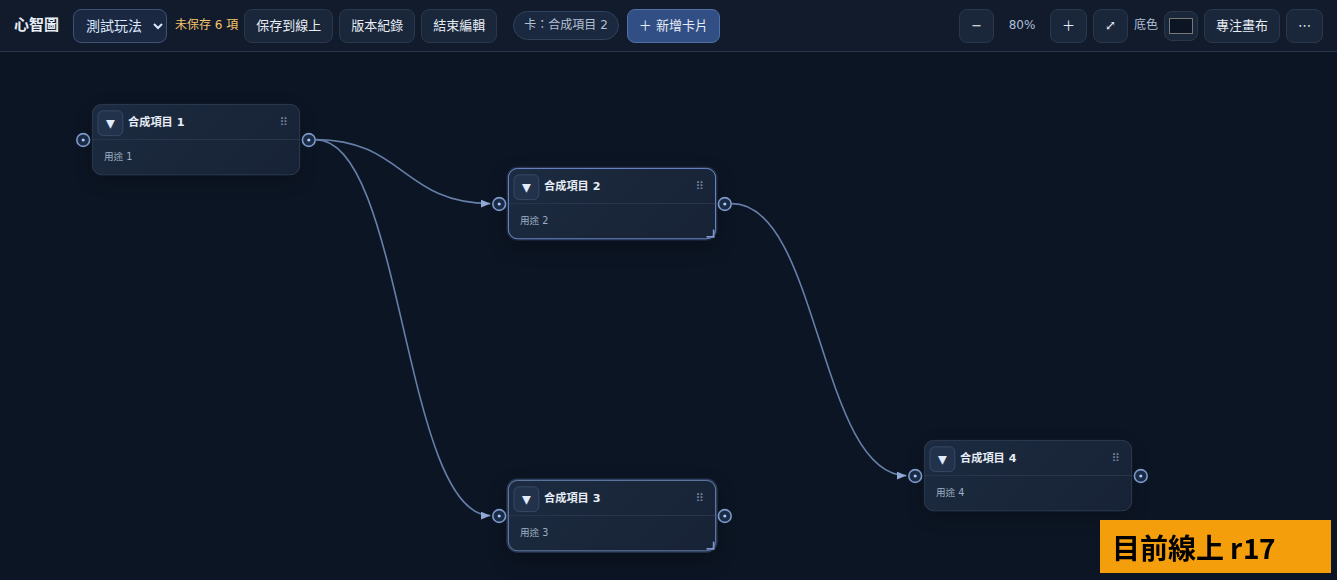 心智圖 測試玩法 未保存 6 項 保存到線上 版本紀錄 結束編輯 卡：合成項目 2 ＋ 新增卡片 − 80% ＋ ⤢ 底色 專注畫布 ⋯
▼ 合成項目 1 ⠿
用途 1
▼ 合成項目 2 ⠿
用途 2
▼ 合成項目 3 ⠿
用途 3
▼ 合成項目 4 ⠿
用途 4
目前線上 r17